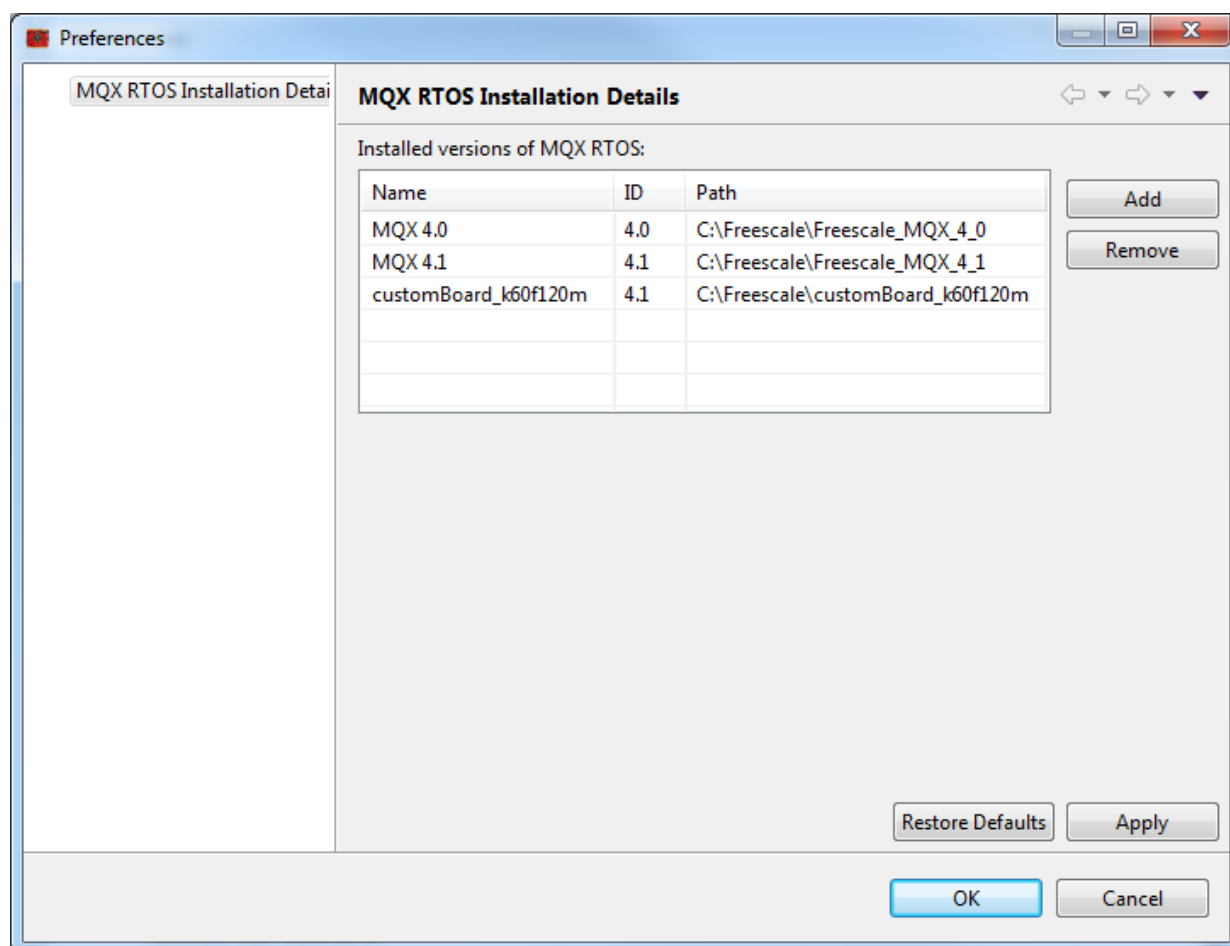 Preferences
MQX RTOS Installation Detai
MQX RTOS Installation Details
Installed versions of MQX RTOS:
Name ID Path
MQX 4.0 4.0 C:\Freescale\Freescale_MQX_4_0
MQX 4.1 4.1 C:\Freescale\Freescale_MQX_4_1
customBoard_k60f120m 4.1 C:\Freescale\customBoard_k60f120m
Add
Remove
Restore Defaults Apply
OK Cancel